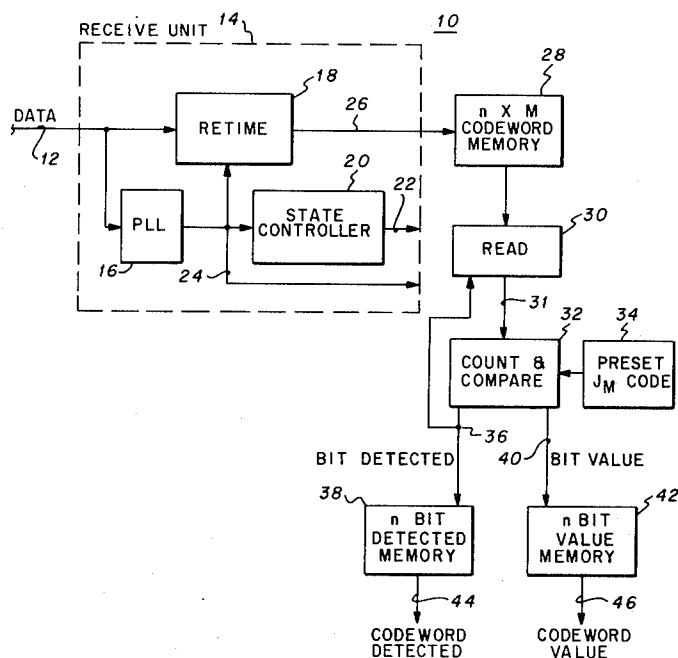 RECEIVE UNIT
14
10
18
28
DATA
12
RETIME
26
n X M
CODEWORD
MEMORY
20
PLL
16
24
STATE
CONTROLLER
22
30
READ
31
32
34
COUNT &
COMPARE
PRESET
JM CODE
36
40
BIT DETECTED
BIT VALUE
38
42
n BIT
DETECTED
MEMORY
n BIT
VALUE
MEMORY
44
46
CODEWORD
DETECTED
CODEWORD
VALUE